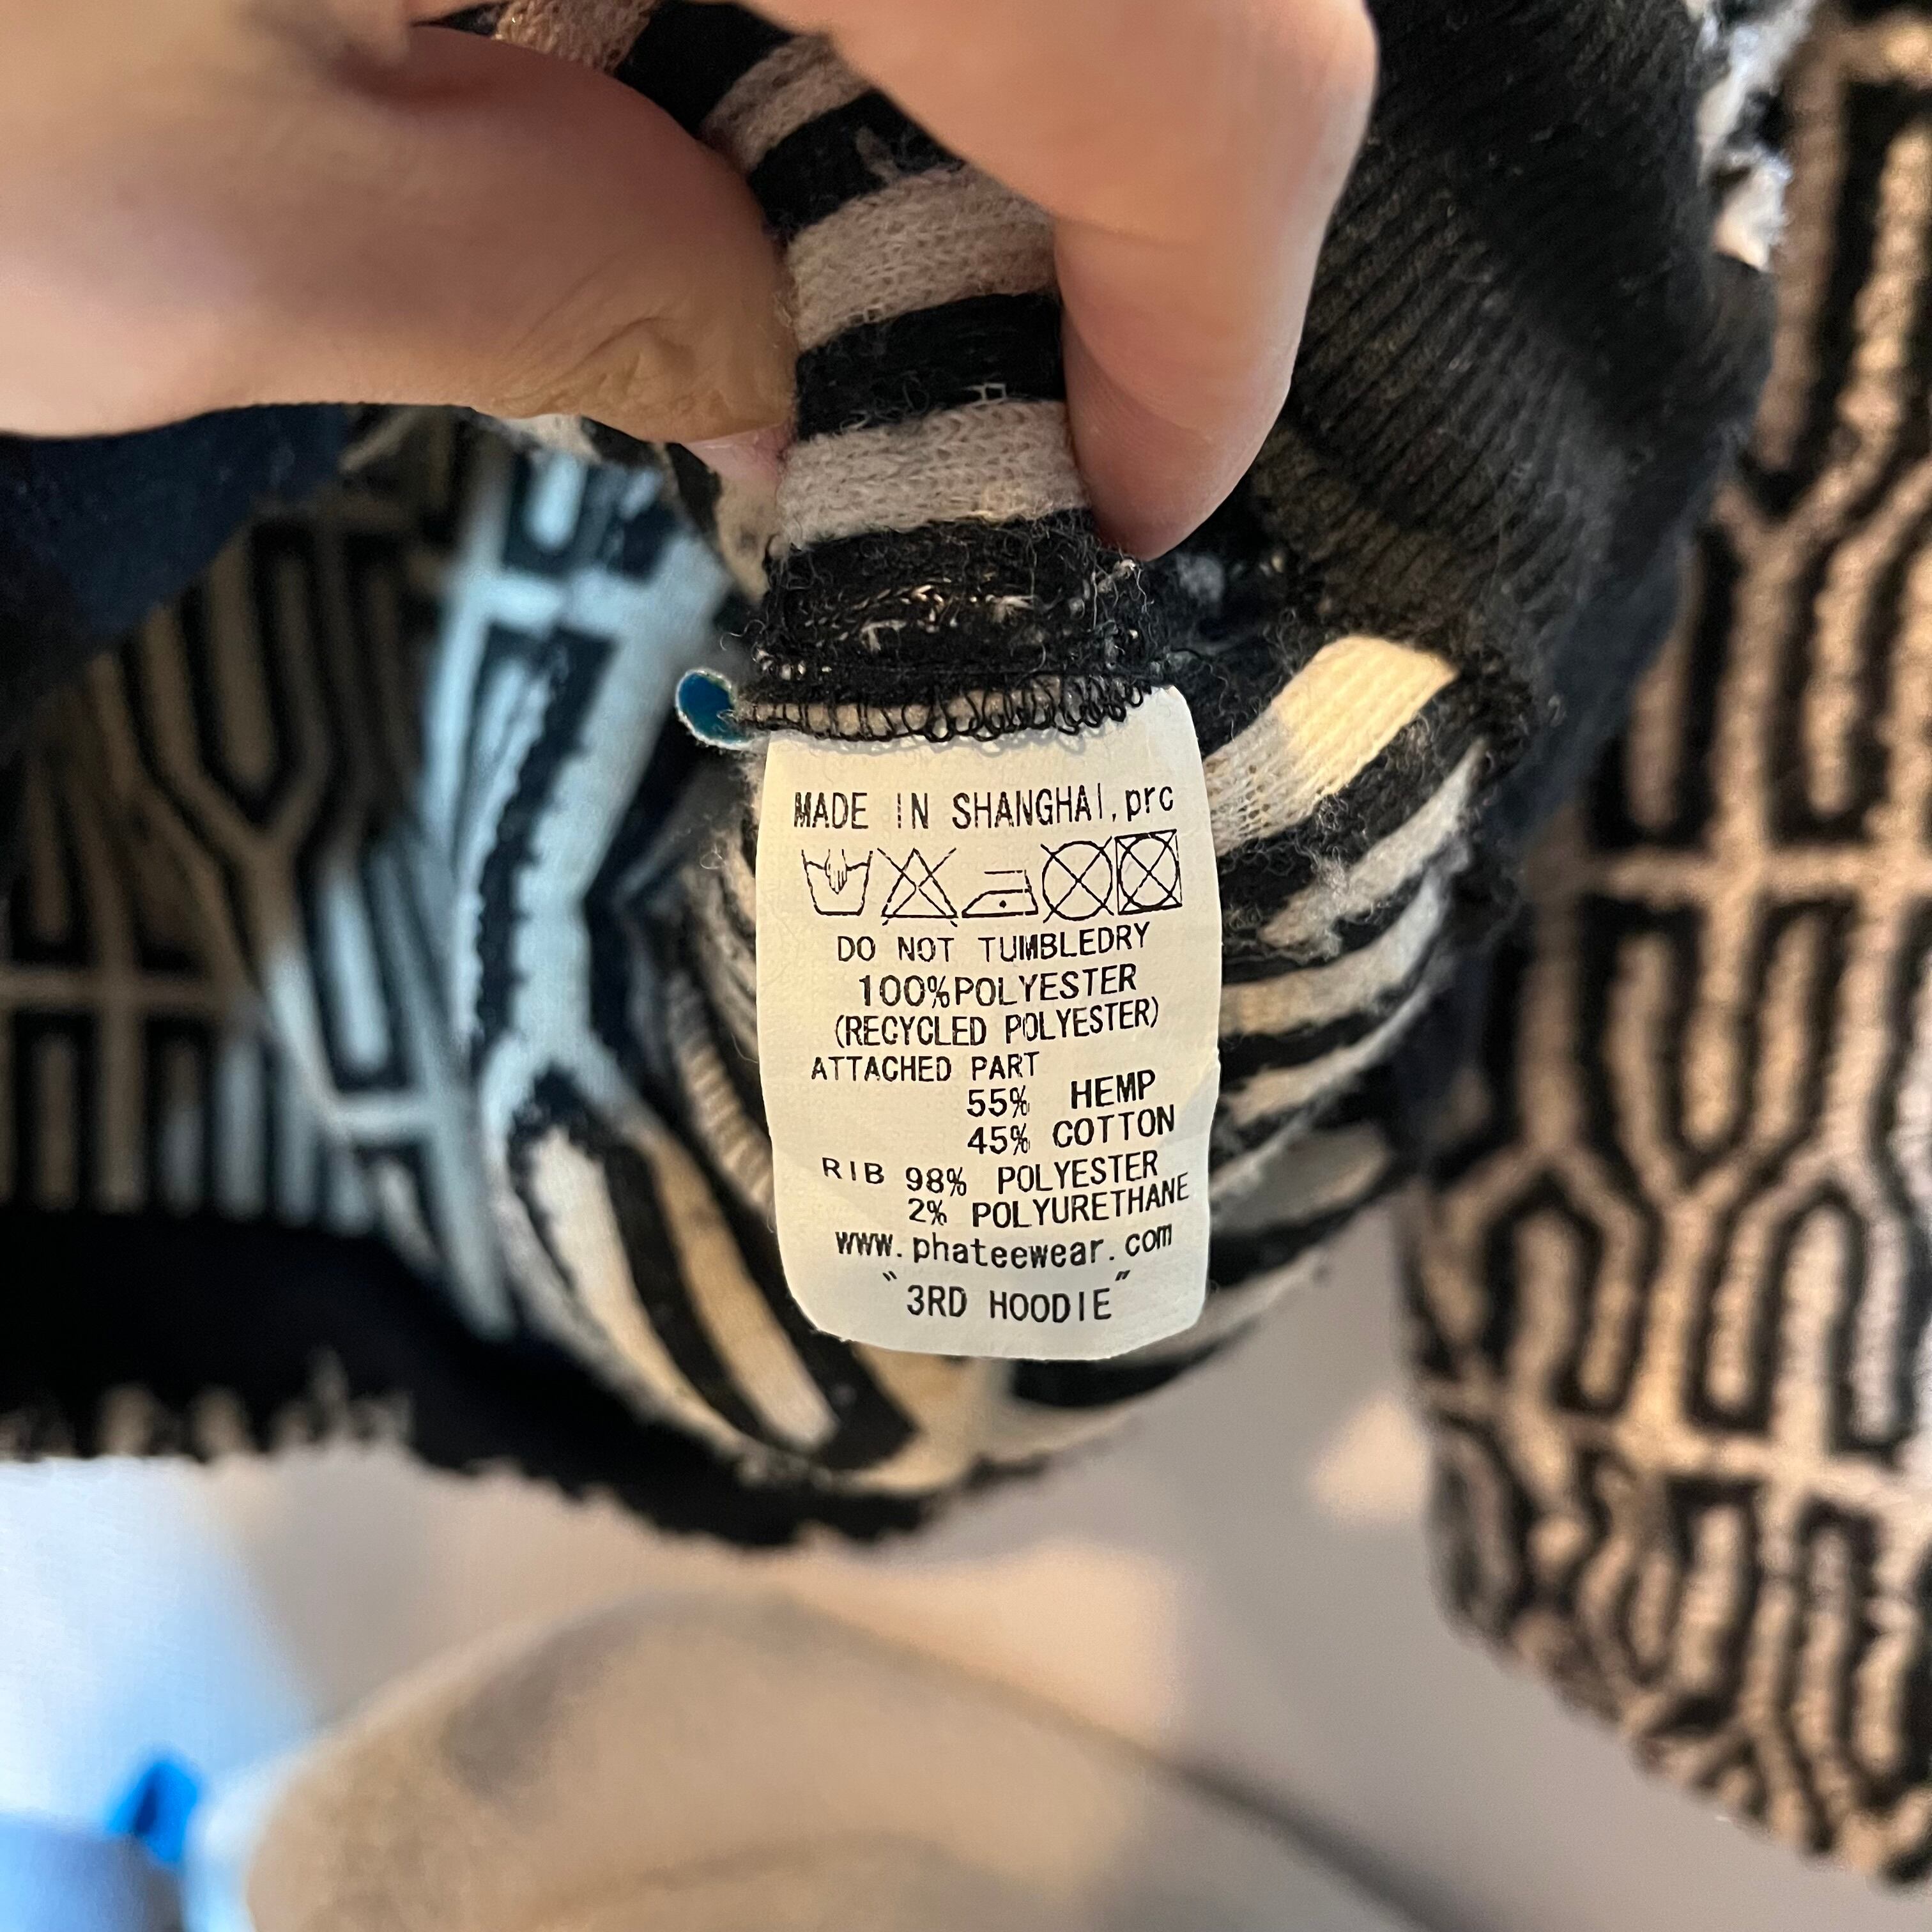 MADE IN SHANGHAI, prc
DO NOT TUMBLEDRY
100%POLYESTER
(RECYCLED POLYESTER)
ATTACHED PART
55% HEMP
45% COTTON
RIB 98% POLYESTER
2% POLYURETHANE
www.phateewear.com
"3RD HOODIE"